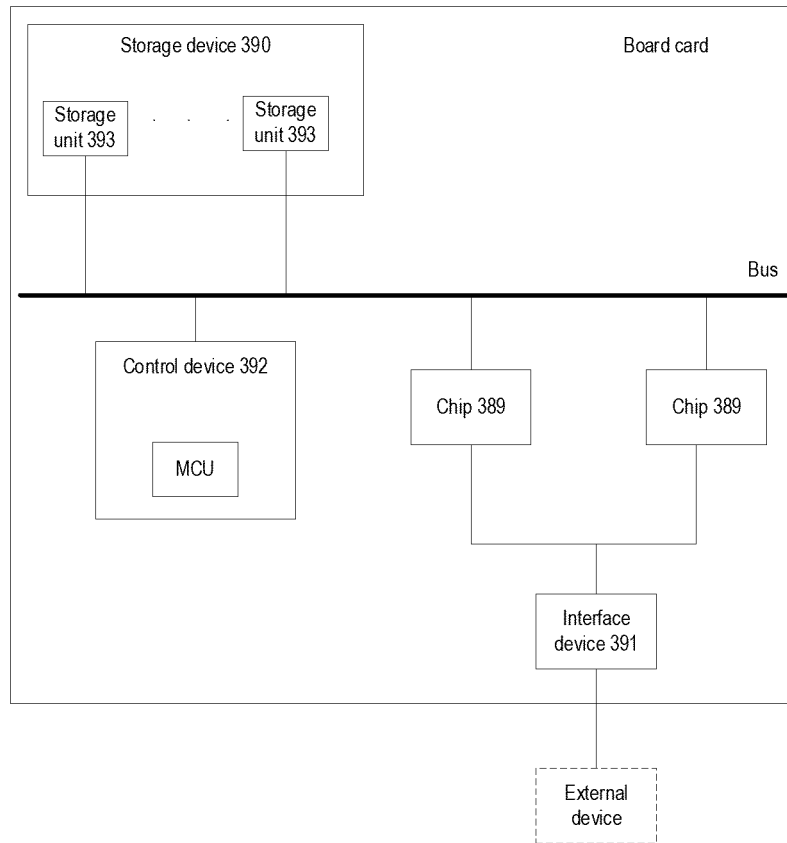 Storage device 390
Board card
Storage
unit 393
. . .
Storage
unit 393
Bus
Control device 392
MCU
Chip 389
Chip 389
Interface
device 391
External
device